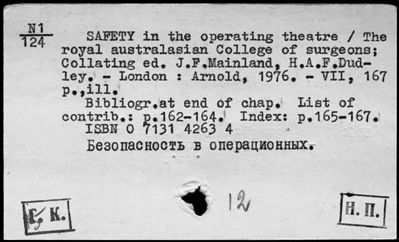 N1
124
SAFETY in the operating theatre / The
royal australasian College of surgeons;
Collating ed. J.F.Mainland, H.A.F.Dud-
ley. - London : Arnold, 1976. - VII, 167
p.,ill.
Bibliogr.at end of chap. List of
contrib.: p.162-164. Index: p.165-167.
ISBN 0 7131 4263 4
Безопасность в операционных.
12
К.
Н.П.